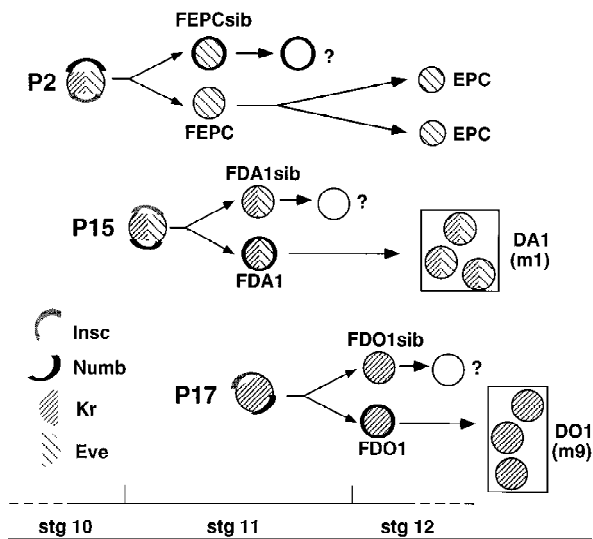 FEPCsib
?
P2
EPC
FEPC
EPC
FDA1sib
?
P15
DA1
(m1)
FDA1
Insc
Numb
Kr
Eve
FDO1sib
?
P17
DO1
(m9)
FDO1
stg 10
stg 11
stg 12